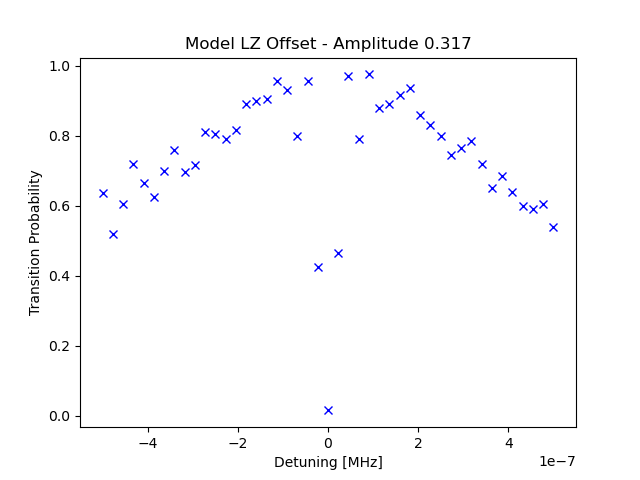 Model LZ Offset - Amplitude 0.317
Transition Probability
1.0
0.8
0.6
0.4
0.2
0.0
−4
−2
0
2
4
1e−7
Detuning [MHz]